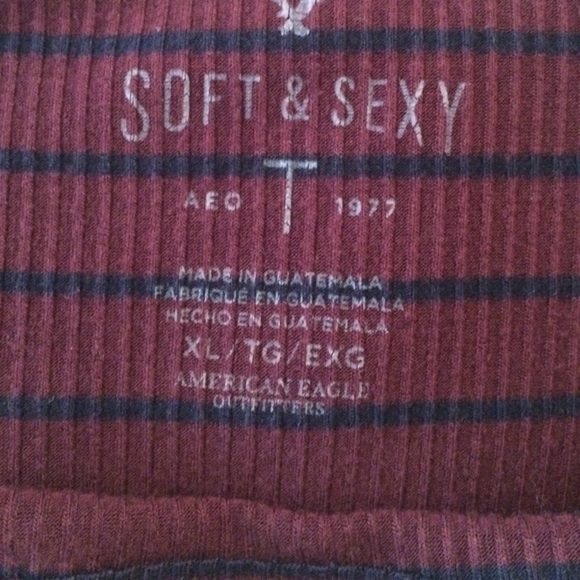 SOFT & SEXY
T
AEO 1977
MADE IN GUATEMALA
FABRIQUÉ EN GUATEMALA
HECHO EN GUATEMALA
XL/TG/EXG
AMERICAN EAGLE
OUTFITTERS